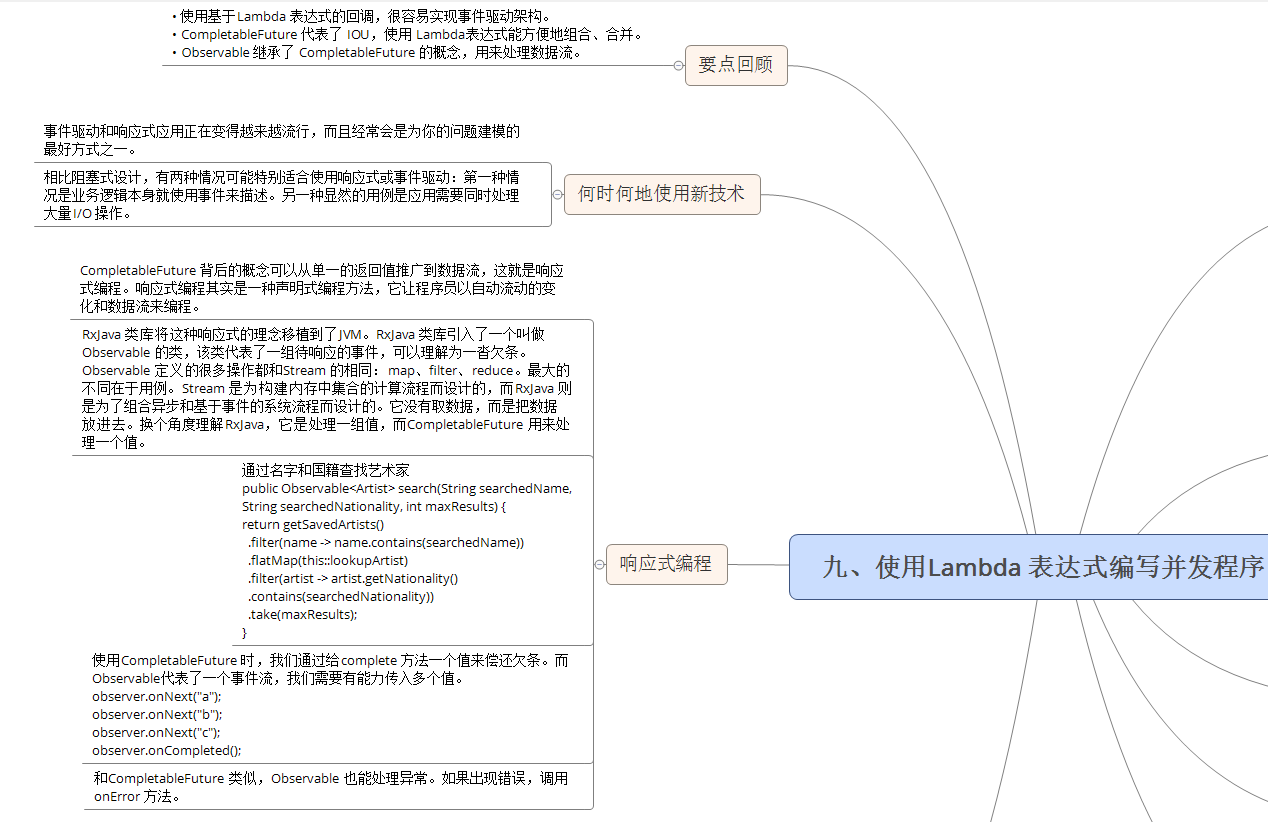 • 使用基于Lambda 表达式的回调，很容易实现事件驱动架构。
• CompletableFuture 代表了 IOU，使用 Lambda表达式能方便地组合、合并。
• Observable 继承了 CompletableFuture 的概念，用来处理数据流。
要点回顾
事件驱动和响应式应用正在变得越来越流行，而且经常会是为你的问题建模的
最好方式之一。
相比阻塞式设计，有两种情况可能特别适合使用响应式或事件驱动：第一种情
况是业务逻辑本身就使用事件来描述。另一种显然的用例是应用需要同时处理
大量I/O 操作。
何时何地使用新技术
CompletableFuture 背后的概念可以从单一的返回值推广到数据流，这就是响应
式编程。响应式编程其实是一种声明式编程方法，它让程序员以自动流动的变
化和数据流来编程。
RxJava 类库将这种响应式的理念移植到了JVM。RxJava 类库引入了一个叫做
Observable 的类，该类代表了一组待响应的事件，可以理解为一沓欠条。
Observable 定义的很多操作都和Stream 的相同：map、filter、reduce。最大的
不同在于用例。Stream 是为构建内存中集合的计算流程而设计的，而RxJava 则
是为了组合异步和基于事件的系统流程而设计的。它没有取数据，而是把数据
放进去。换个角度理解RxJava，它是处理一组值，而CompletableFuture 用来处
理一个值。
通过名字和国籍查找艺术家
public Observable<Artist> search(String searchedName,
String searchedNationality, int maxResults) {
return getSavedArtists()
.filter(name -> name.contains(searchedName))
.flatMap(this::lookupArtist)
.filter(artist -> artist.getNationality()
.contains(searchedNationality))
.take(maxResults);
}
使用CompletableFuture 时，我们通过给complete 方法一个值来偿还欠条。而
Observable代表了一个事件流，我们需要有能力传入多个值。
observer.onNext("a");
observer.onNext("b");
observer.onNext("c");
observer.onCompleted();
和CompletableFuture 类似，Observable 也能处理异常。如果出现错误，调用
onError 方法。
响应式编程
九、使用Lambda 表达式编写并发程序